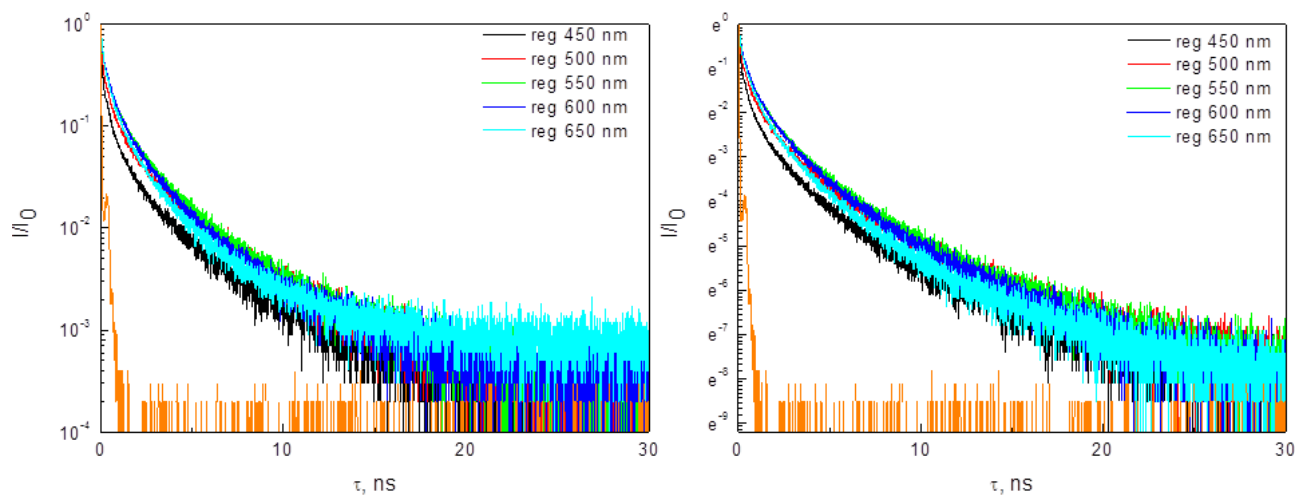 10⁰
10⁻¹
10⁻²
10⁻³
10⁻⁴
I/I₀
0
10
20
30
τ, ns
reg 450 nm
reg 500 nm
reg 550 nm
reg 600 nm
reg 650 nm
e⁰
e⁻¹
e⁻²
e⁻³
e⁻⁴
e⁻⁵
e⁻⁶
e⁻⁷
e⁻⁸
e⁻⁹
I/I₀
0
10
20
30
τ, ns
reg 450 nm
reg 500 nm
reg 550 nm
reg 600 nm
reg 650 nm